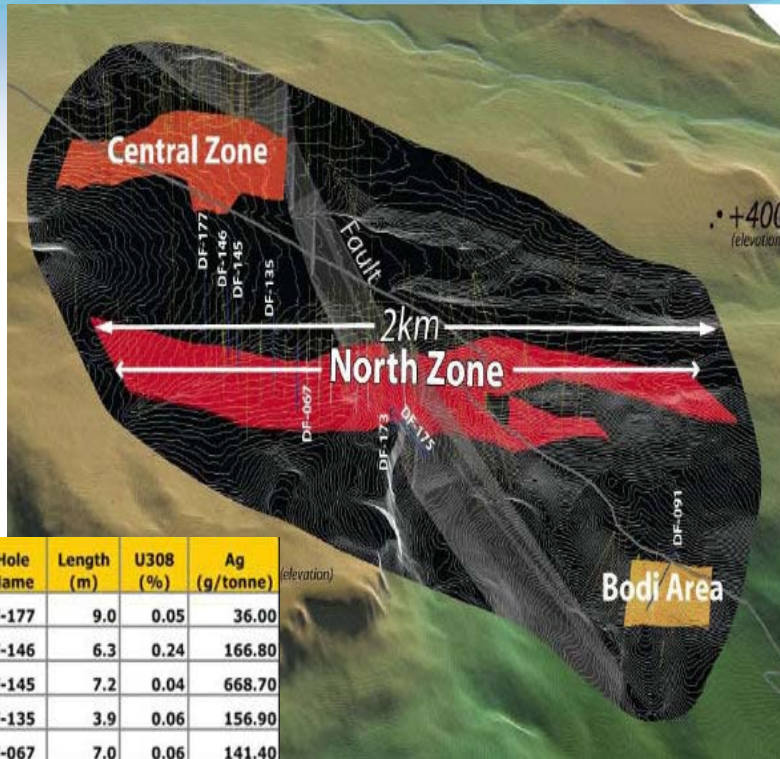 Central Zone
DF-177
DF-146
DF-145
DF-135
Fault
(elevation
2km
North Zone
DF-067
DF-173
DF-175
DF-091
Bodi Area
(elevation)
Length (m) U308 (%) Ag (g/tonne)
-177 9.0 0.05 36.00
-146 6.3 0.24 166.80
-145 7.2 0.04 668.70
-135 3.9 0.06 156.90
-067 7.0 0.06 141.40